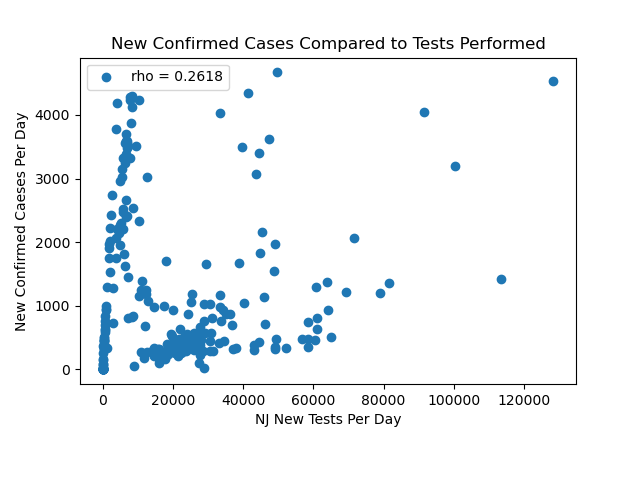 New Confirmed Cases Compared to Tests Performed
rho = 0.2618
New Confirmed Caeses Per Day
4000
3000
2000
1000
0
0 20000 40000 60000 80000 100000 120000
NJ New Tests Per Day